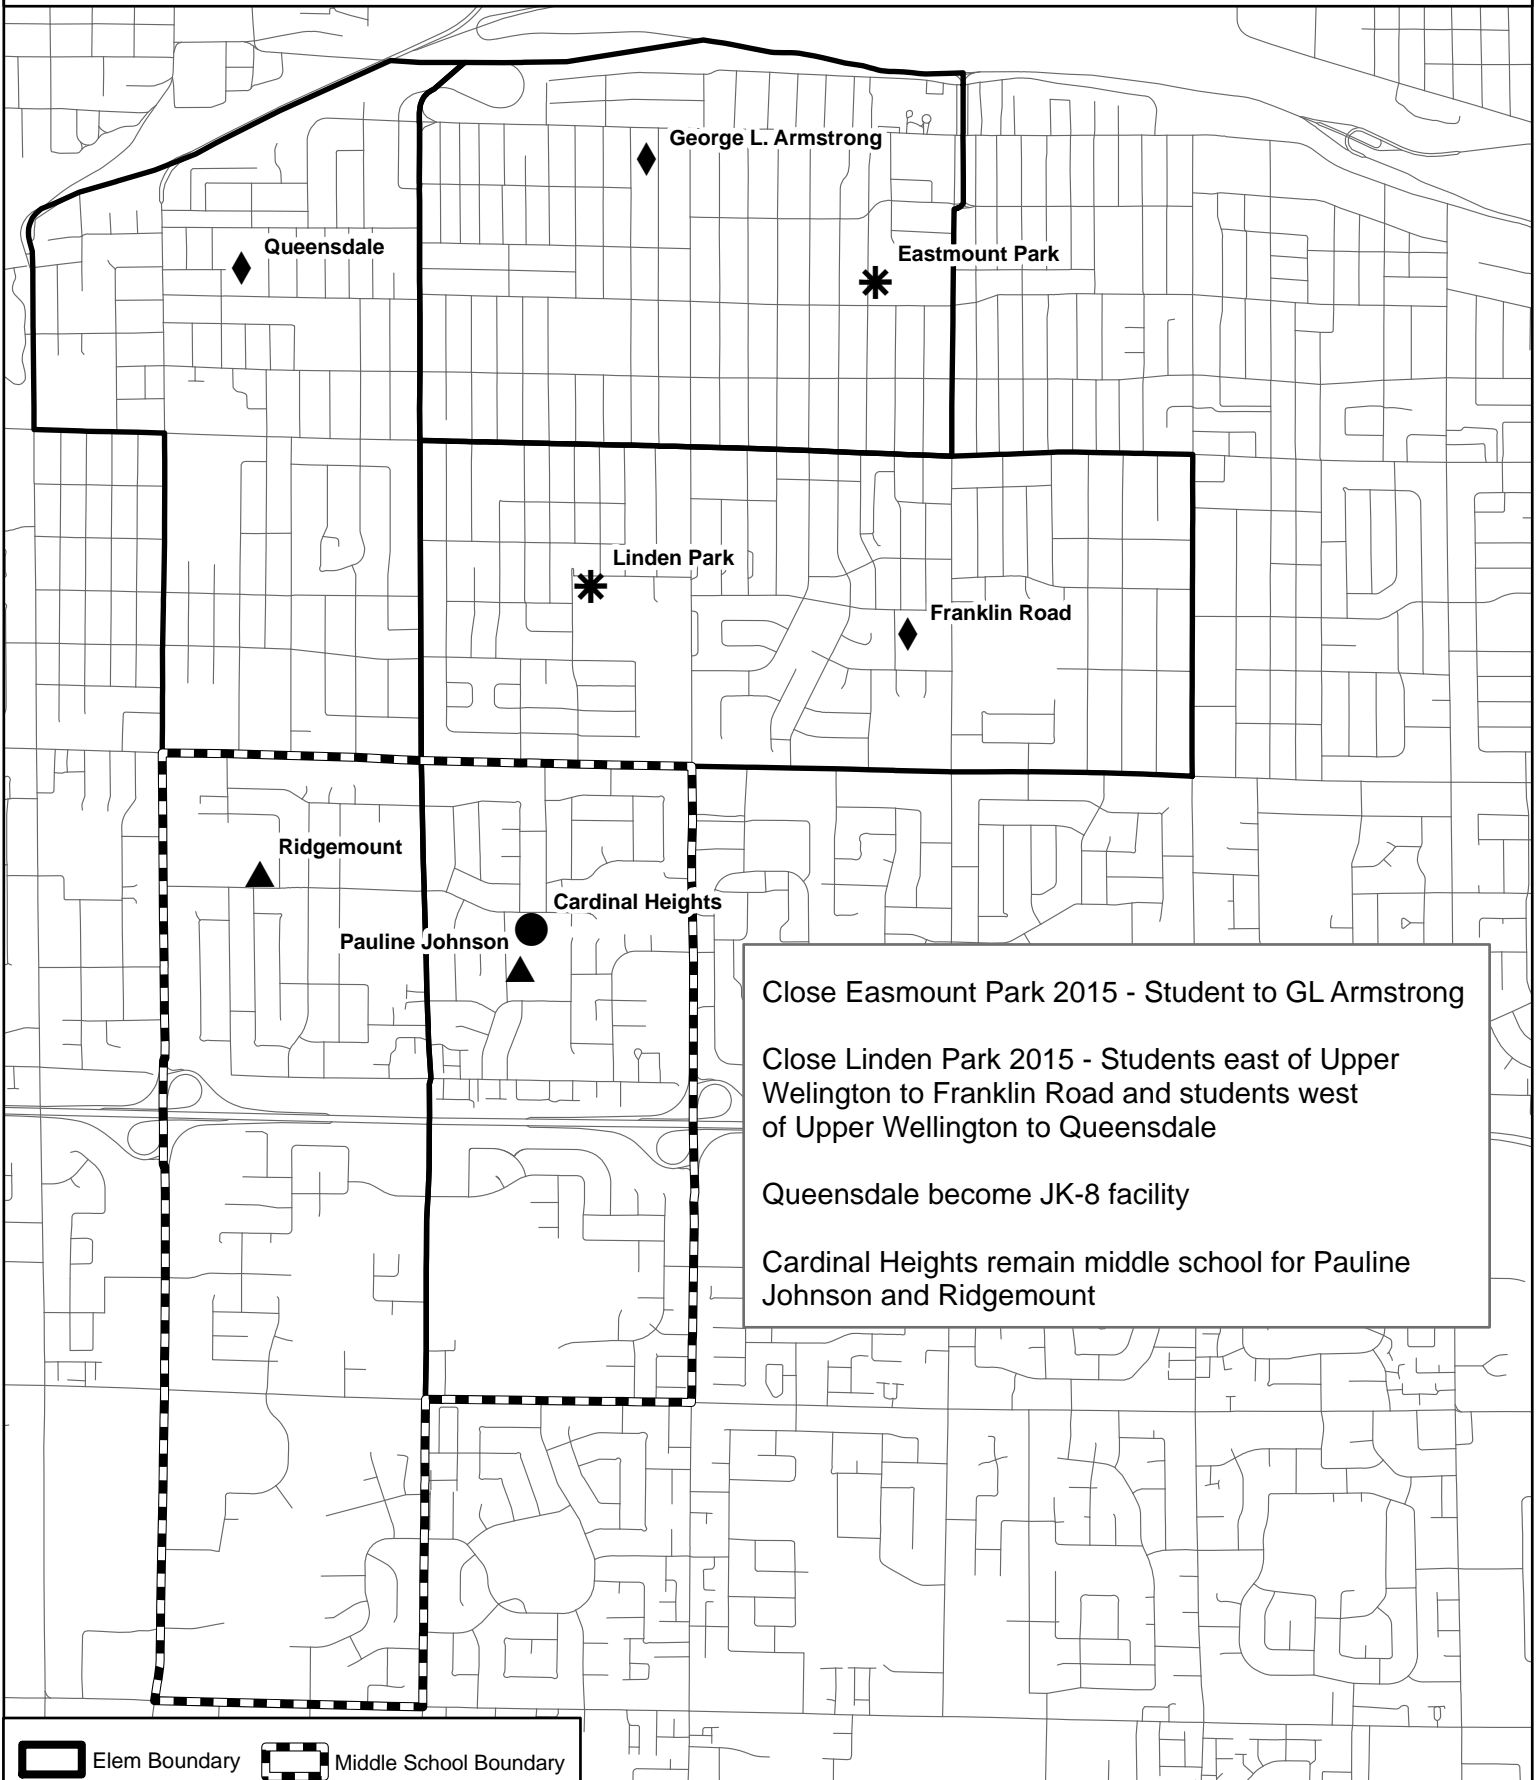 George L. Armstrong
Queensdale
Eastmount Park
Linden Park
Franklin Road
Ridgemount
Cardinal Heights
Pauline Johnson
Close Easmount Park 2015 - Student to GL Armstrong
Close Linden Park 2015 - Students east of Upper
Welington to Franklin Road and students west
of Upper Wellington to Queensdale
Queensdale become JK-8 facility
Cardinal Heights remain middle school for Pauline
Johnson and Ridgemount
Elem Boundary
Middle School Boundary